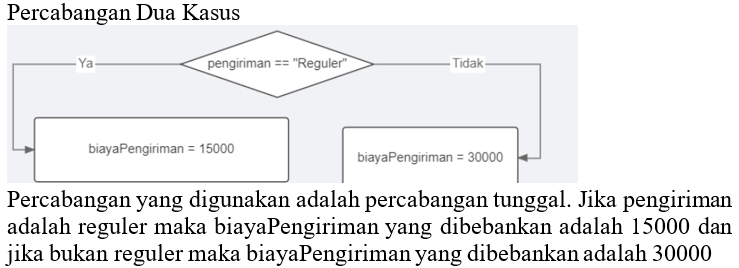 Percabangan Dua Kasus
Ya
pengiriman == "Reguler"
Tidak
biayaPengiriman = 15000
biayaPengiriman = 30000
Percabangan yang digunakan adalah percabangan tunggal. Jika pengiriman
adalah reguler maka biayaPengiriman yang dibebankan adalah 15000 dan
jika bukan reguler maka biayaPengiriman yang dibebankan adalah 30000